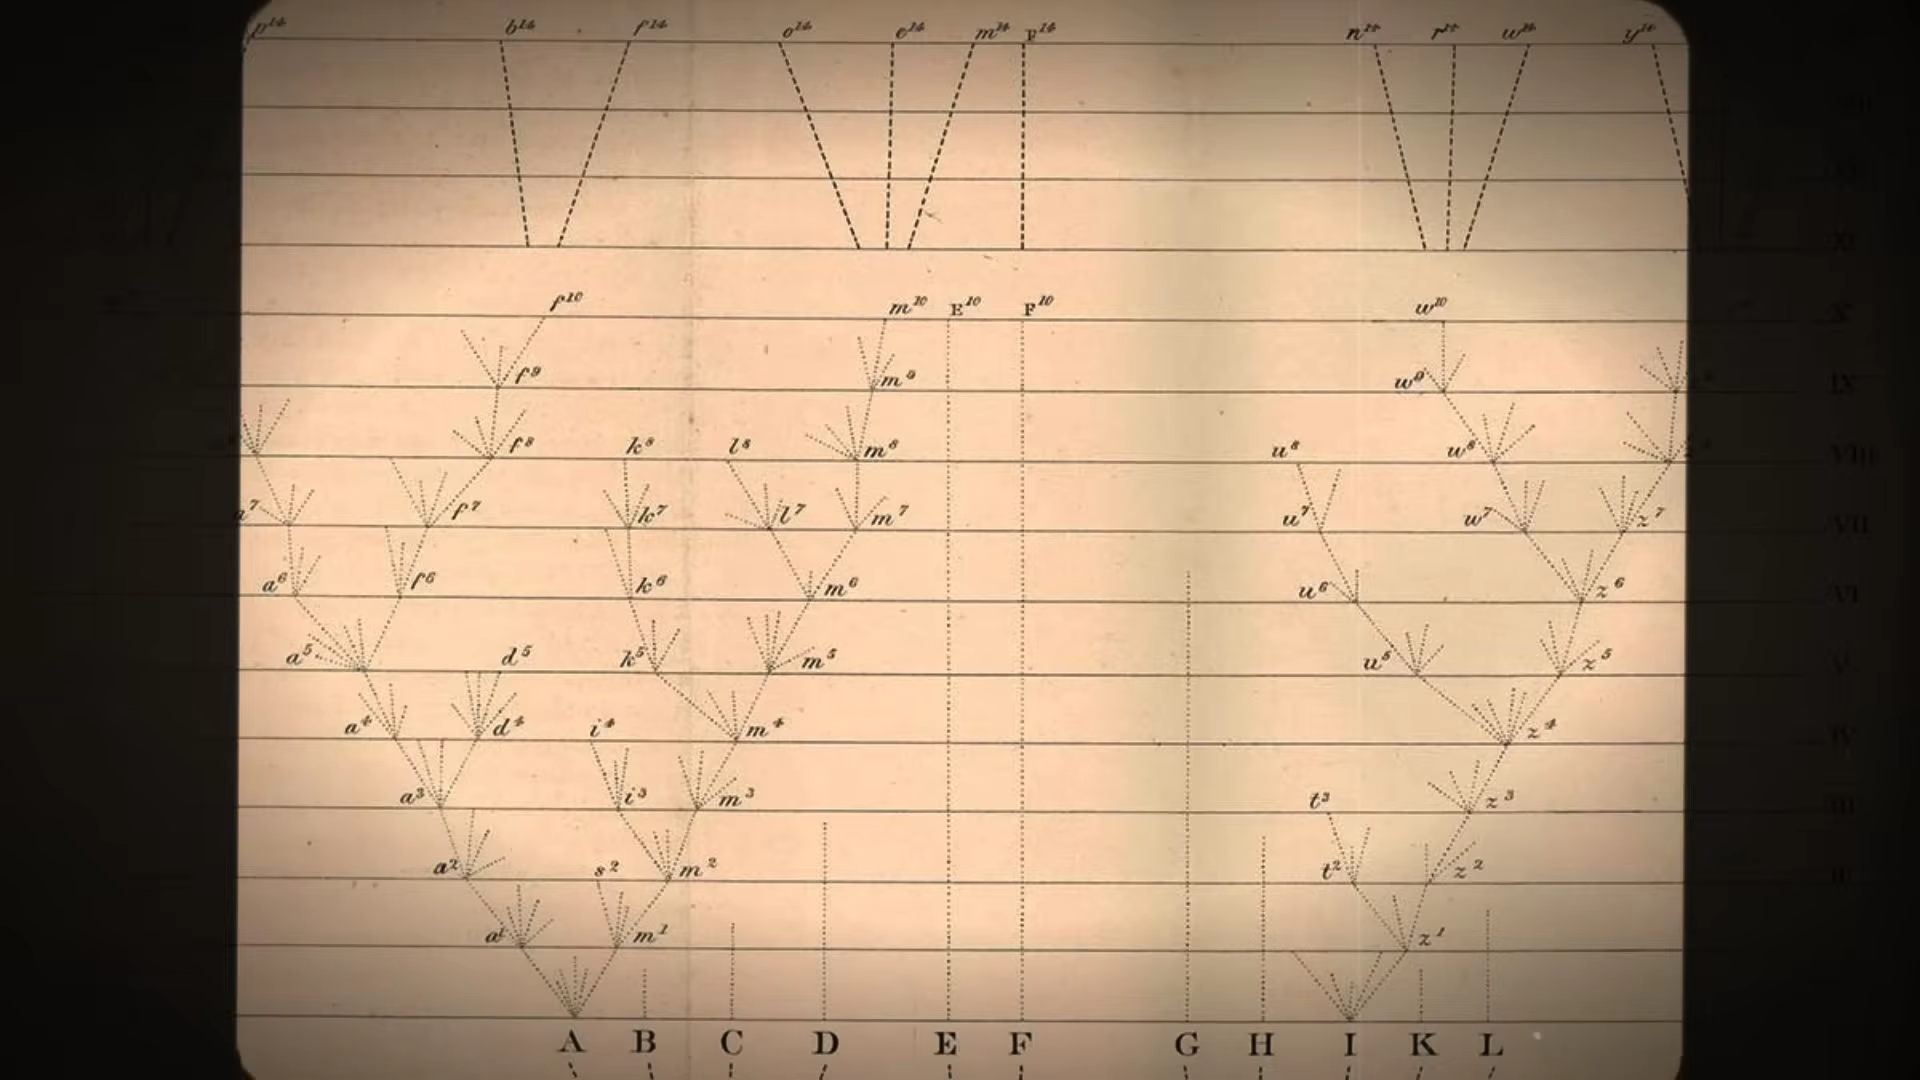 b¹⁴ f¹⁴ o¹⁴ e¹⁴ m¹⁴ F¹⁴ n¹⁴ r¹⁴ w¹⁴ y¹⁴
XI
f¹⁰ m¹⁰ E¹⁰ F¹⁰ w¹⁰ X
f⁹ m⁹ w⁹ IX
f⁸ k⁸ l⁸ m⁸ u⁸ w⁸ VIII
a⁷ f⁷ k⁷ l⁷ m⁷ u⁷ w⁷ z⁷ VII
a⁶ f⁶ k⁶ m⁶ u⁶ z⁶ VI
a⁵ d⁵ k⁵ m⁵ u⁵ z⁵ V
a⁴ d⁴ i⁴ m⁴ z⁴ IV
a³ i³ m³ t³ z³ III
a² s² m² t² z² II
a¹ m¹ z¹
A B C D E F G H I K L